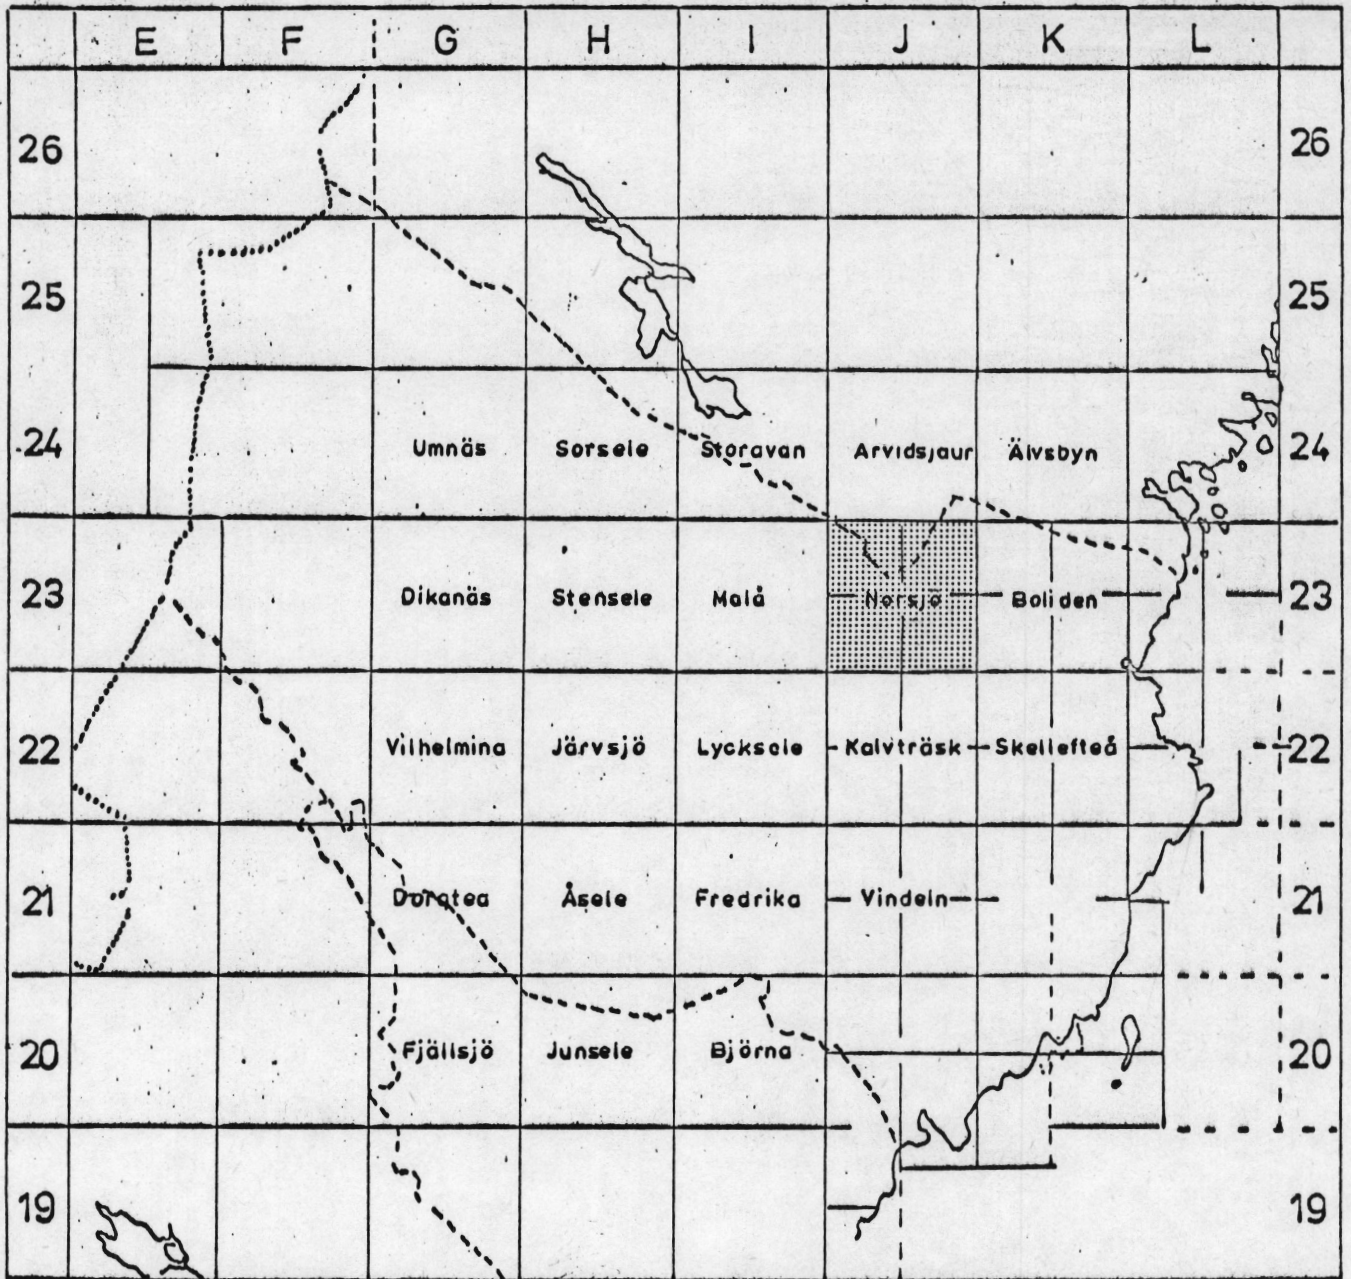 E F G H I J K L
26 26
25 25
24 Umnäs Sorsele Storavan Arvidsjaur Älvsbyn 24
23 Dikanäs Stensele Malå Norsjö Boliden 23
22 Vilhelmina Järvsjö Lycksele Kalvträsk Skellefteå 22
21 Dorotea Åsele Fredrika Vindeln 21
20 Fjällsjö Junsele Björna 20
19 19